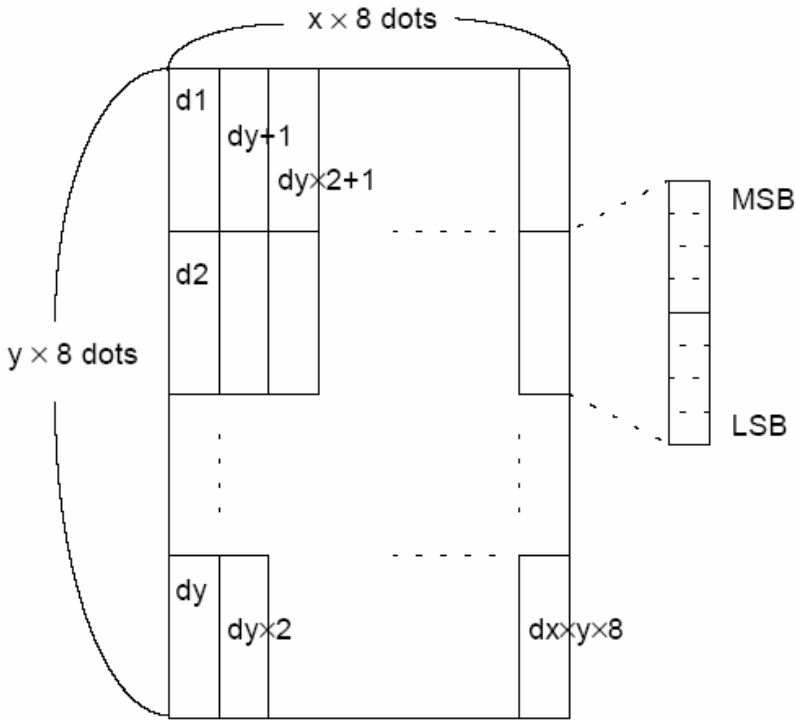 x × 8 dots
d1
dy+1
dy×2+1
MSB
d2
y × 8 dots
LSB
dy
dy×2
dx×y×8